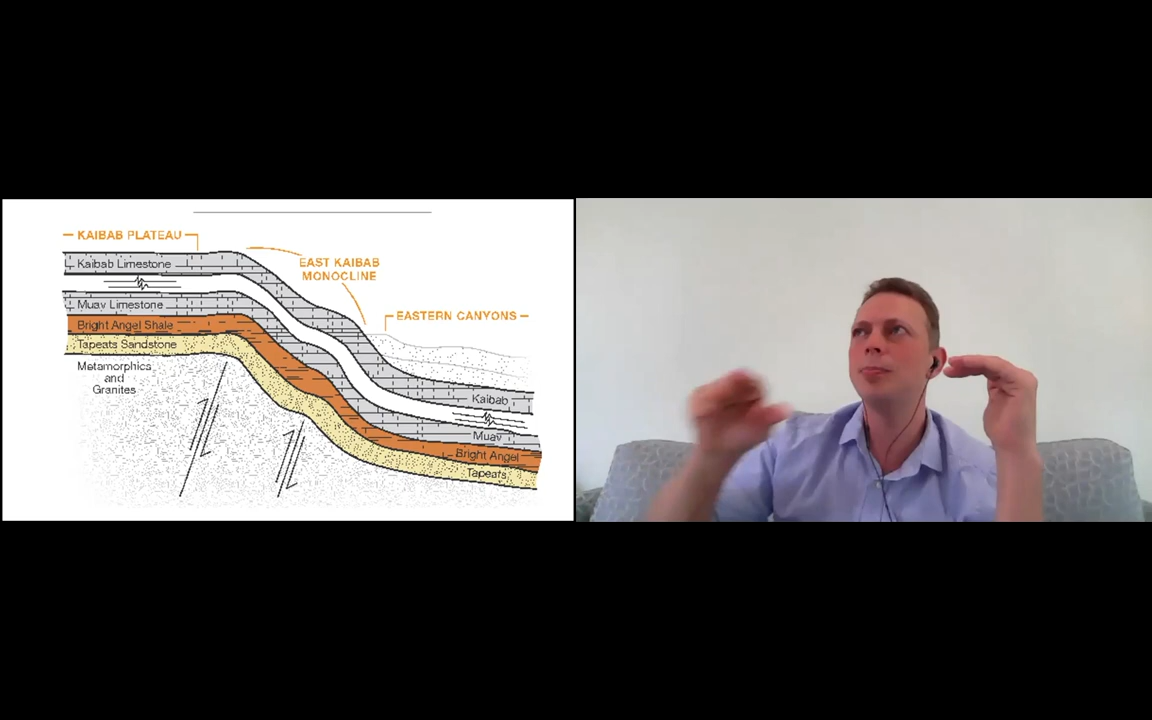 KAIBAB PLATEAU
EAST KAIBAB
MONOCLINE
Kaibab Limestone
Muav Limestone
EASTERN CANYONS
Bright Angel Shale
Tapeats Sandstone
Metamorphics
and
Granites
Kaibab
Muav
Bright Angel
Tapeats